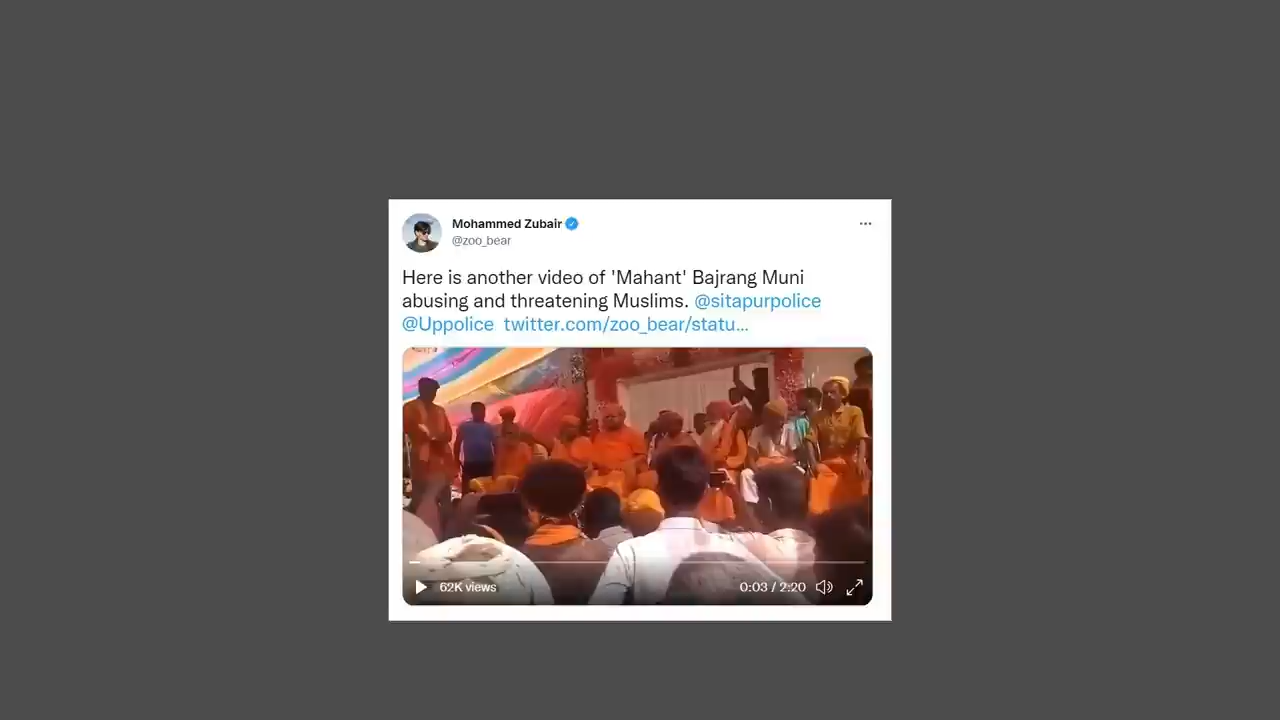 Mohammed Zubair
@zoo_bear
Here is another video of 'Mahant' Bajrang Muni
abusing and threatening Muslims. @sitapurpolice
@Uppolice twitter.com/zoo_bear/statu...
62K views
0:03 / 2:20